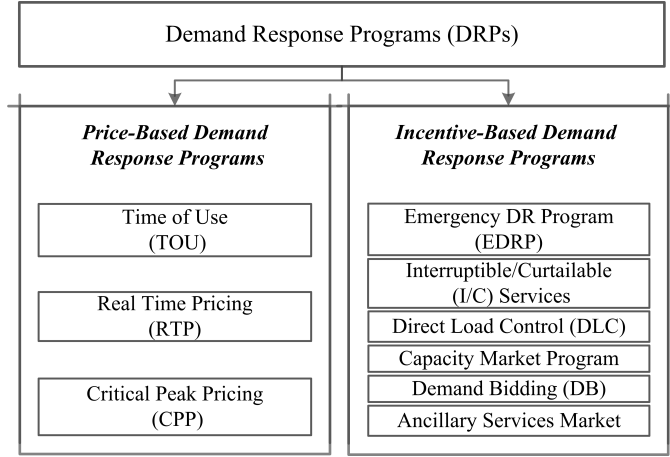 Demand Response Programs (DRPs)
Price-Based Demand
Response Programs
Time of Use
(TOU)
Real Time Pricing
(RTP)
Critical Peak Pricing
(CPP)
Incentive-Based Demand
Response Programs
Emergency DR Program
(EDRP)
Interruptible/Curtailable
(I/C) Services
Direct Load Control (DLC)
Capacity Market Program
Demand Bidding (DB)
Ancillary Services Market